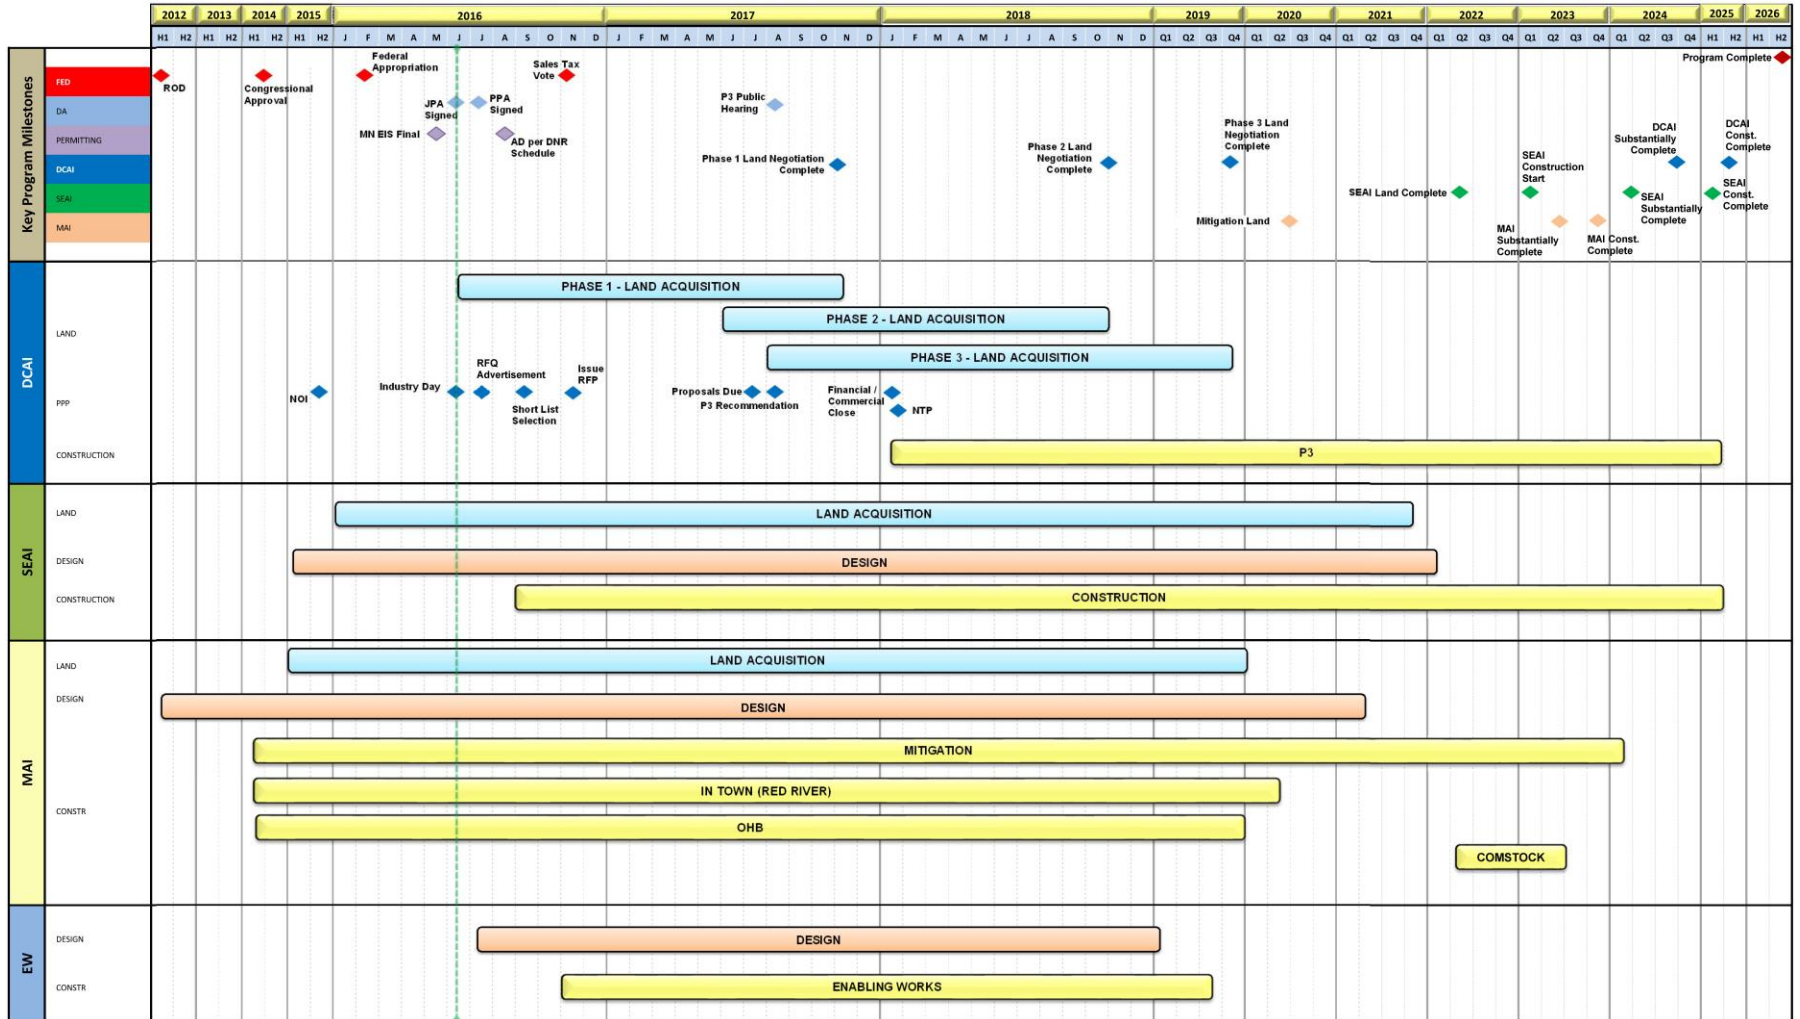 2012 2013 2014 2015 2016 2017 2018 2019 2020 2021 2022 2023 2024 2025 2026
H1 H2 H1 H2 H1 H2 H1 H2 J F M A M J J A S O N D J F M A M J J A S O N D J F M A M J J A S O N D Q1 Q2 Q3 Q4 Q1 Q2 Q3 Q4 Q1 Q2 Q3 Q4 Q1 Q2 Q3 Q4 Q1 Q2 Q3 Q4 Q1 Q2 Q3 Q4 H1 H2 H1 H2
Key Program Milestones
FED
DA
PERMITTING
DCAI
SEAI
MAI
ROD
Congressional
Approval
Federal
Appropriation
Sales Tax
Vote
Program Complete
JPA
Signed
PPA
Signed
P3 Public
Hearing
MN EIS Final
AD per DNR
Schedule
Phase 1 Land Negotiation
Complete
Phase 2 Land
Negotiation
Complete
Phase 3 Land
Negotiation
Complete
DCAI
Substantially
Complete
DCAI
Const.
Complete
SEAI Land Complete
SEAI
Construction
Start
SEAI
Substantially
Complete
SEAI
Const.
Complete
Mitigation Land
MAI
Substantially
Complete
MAI Const.
Complete
DCAI
LAND
PHASE 1 - LAND ACQUISITION
PHASE 2 - LAND ACQUISITION
PHASE 3 - LAND ACQUISITION
PPP
NOI
Industry Day
RFQ
Advertisement
Short List
Selection
Issue
RFP
Proposals Due
P3 Recommendation
Financial /
Commercial
Close
NTP
CONSTRUCTION
P3
SEAI
LAND
LAND ACQUISITION
DESIGN
DESIGN
CONSTRUCTION
CONSTRUCTION
MAI
LAND
LAND ACQUISITION
DESIGN
DESIGN
MITIGATION
IN TOWN (RED RIVER)
CONSTR
OHB
COMSTOCK
EW
DESIGN
DESIGN
CONSTR
ENABLING WORKS